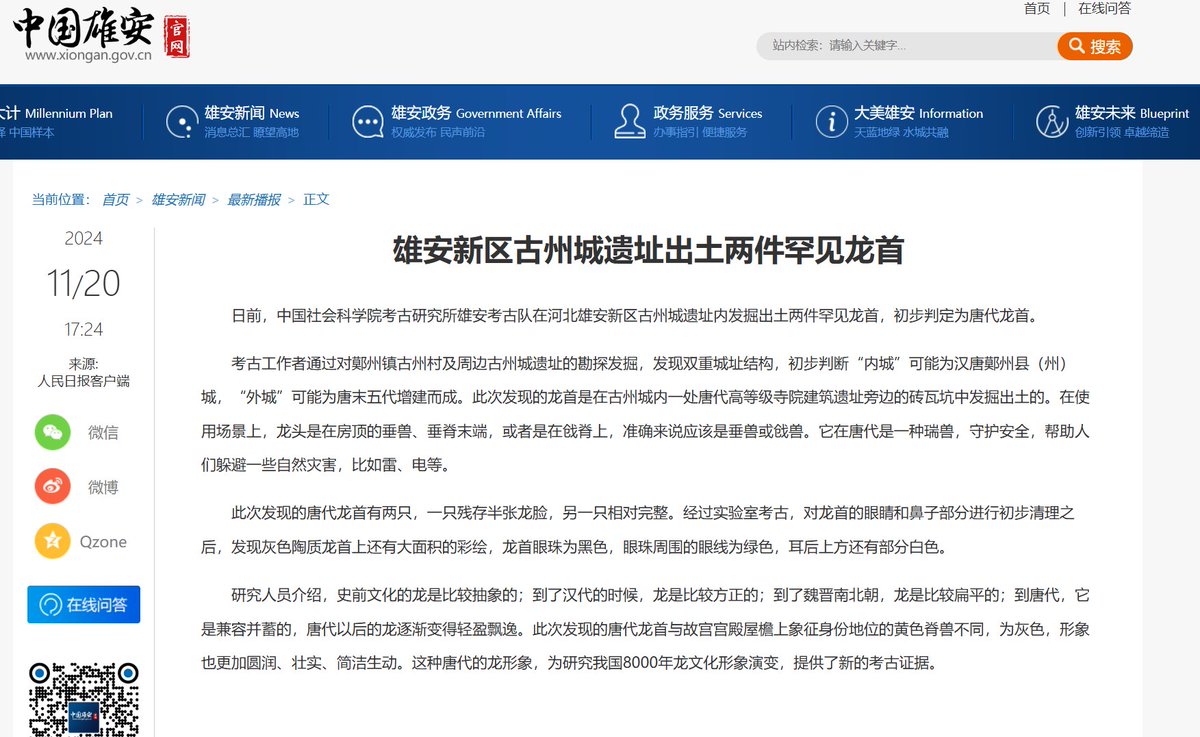 中国雄安
官网
www.xiongan.gov.cn
首页 | 在线问答
站内检索：请输入关键字...
搜索
大计 Millennium Plan
中国样本
雄安新闻 News
消息总汇 瞭望高地
雄安政务 Government Affairs
权威发布 民声前沿
政务服务 Services
办事指引 便捷服务
大美雄安 Information
天蓝地绿 水城共融
雄安未来 Blueprint
创新引领 卓越缔造
当前位置： 首页 > 雄安新闻 > 最新播报 > 正文
2024
11/20
17:24
来源:
人民日报客户端
微信
微博
Qzone
在线问答
中国雄安
雄安新区古州城遗址出土两件罕见龙首
日前，中国社会科学院考古研究所雄安考古队在河北雄安新区古州城遗址内发掘出土两件罕见龙首，初步判定为唐代龙首。
考古工作者通过对鄚州镇古州村及周边古州城遗址的勘探发掘，发现双重城址结构，初步判断“内城”可能为汉唐鄚州县（州）
城，“外城”可能为唐末五代增建而成。此次发现的龙首是在古州城内一处唐代高等级寺院建筑遗址旁边的砖瓦坑中发掘出土的。在使
用场景上，龙头是在房顶的垂兽、垂脊末端，或者是在戗脊上，准确来说应该是垂兽或戗兽。它在唐代是一种瑞兽，守护安全，帮助人
们躲避一些自然灾害，比如雷、电等。
此次发现的唐代龙首有两只，一只残存半张龙脸，另一只相对完整。经过实验室考古，对龙首的眼睛和鼻子部分进行初步清理之
后，发现灰色陶质龙首上还有大面积的彩绘，龙首眼珠为黑色，眼珠周围的眼线为绿色，耳后上方还有部分白色。
研究人员介绍，史前文化的龙是比较抽象的；到了汉代的时候，龙是比较方正的；到了魏晋南北朝，龙是比较扁平的；到唐代，它
是兼容并蓄的，唐代以后的龙逐渐变得轻盈飘逸。此次发现的唐代龙首与故宫宫殿屋檐上象征身份地位的黄色脊兽不同，为灰色，形象
也更加圆润、壮实、简洁生动。这种唐代的龙形象，为研究我国8000年龙文化形象演变，提供了新的考古证据。